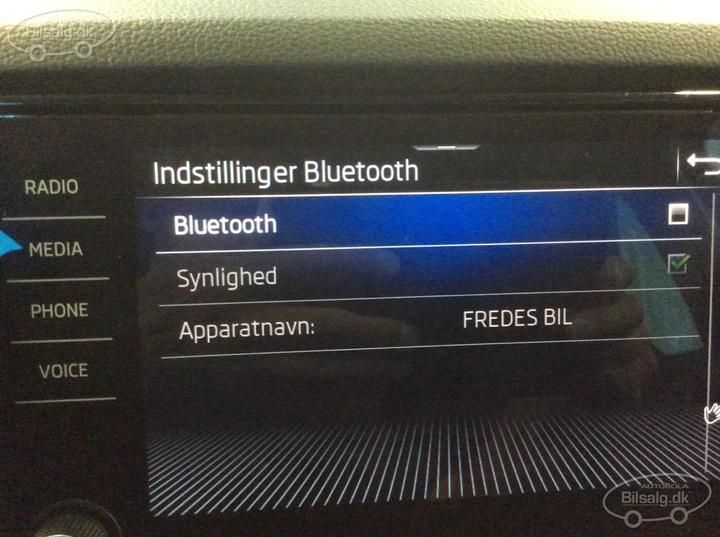 Bilsalg.dk
Indstillinger Bluetooth
RADIO
MEDIA
PHONE
VOICE
Bluetooth
Synlighed
Apparatnavn: FREDES BIL
AUTOROLA
Bilsalg.dk